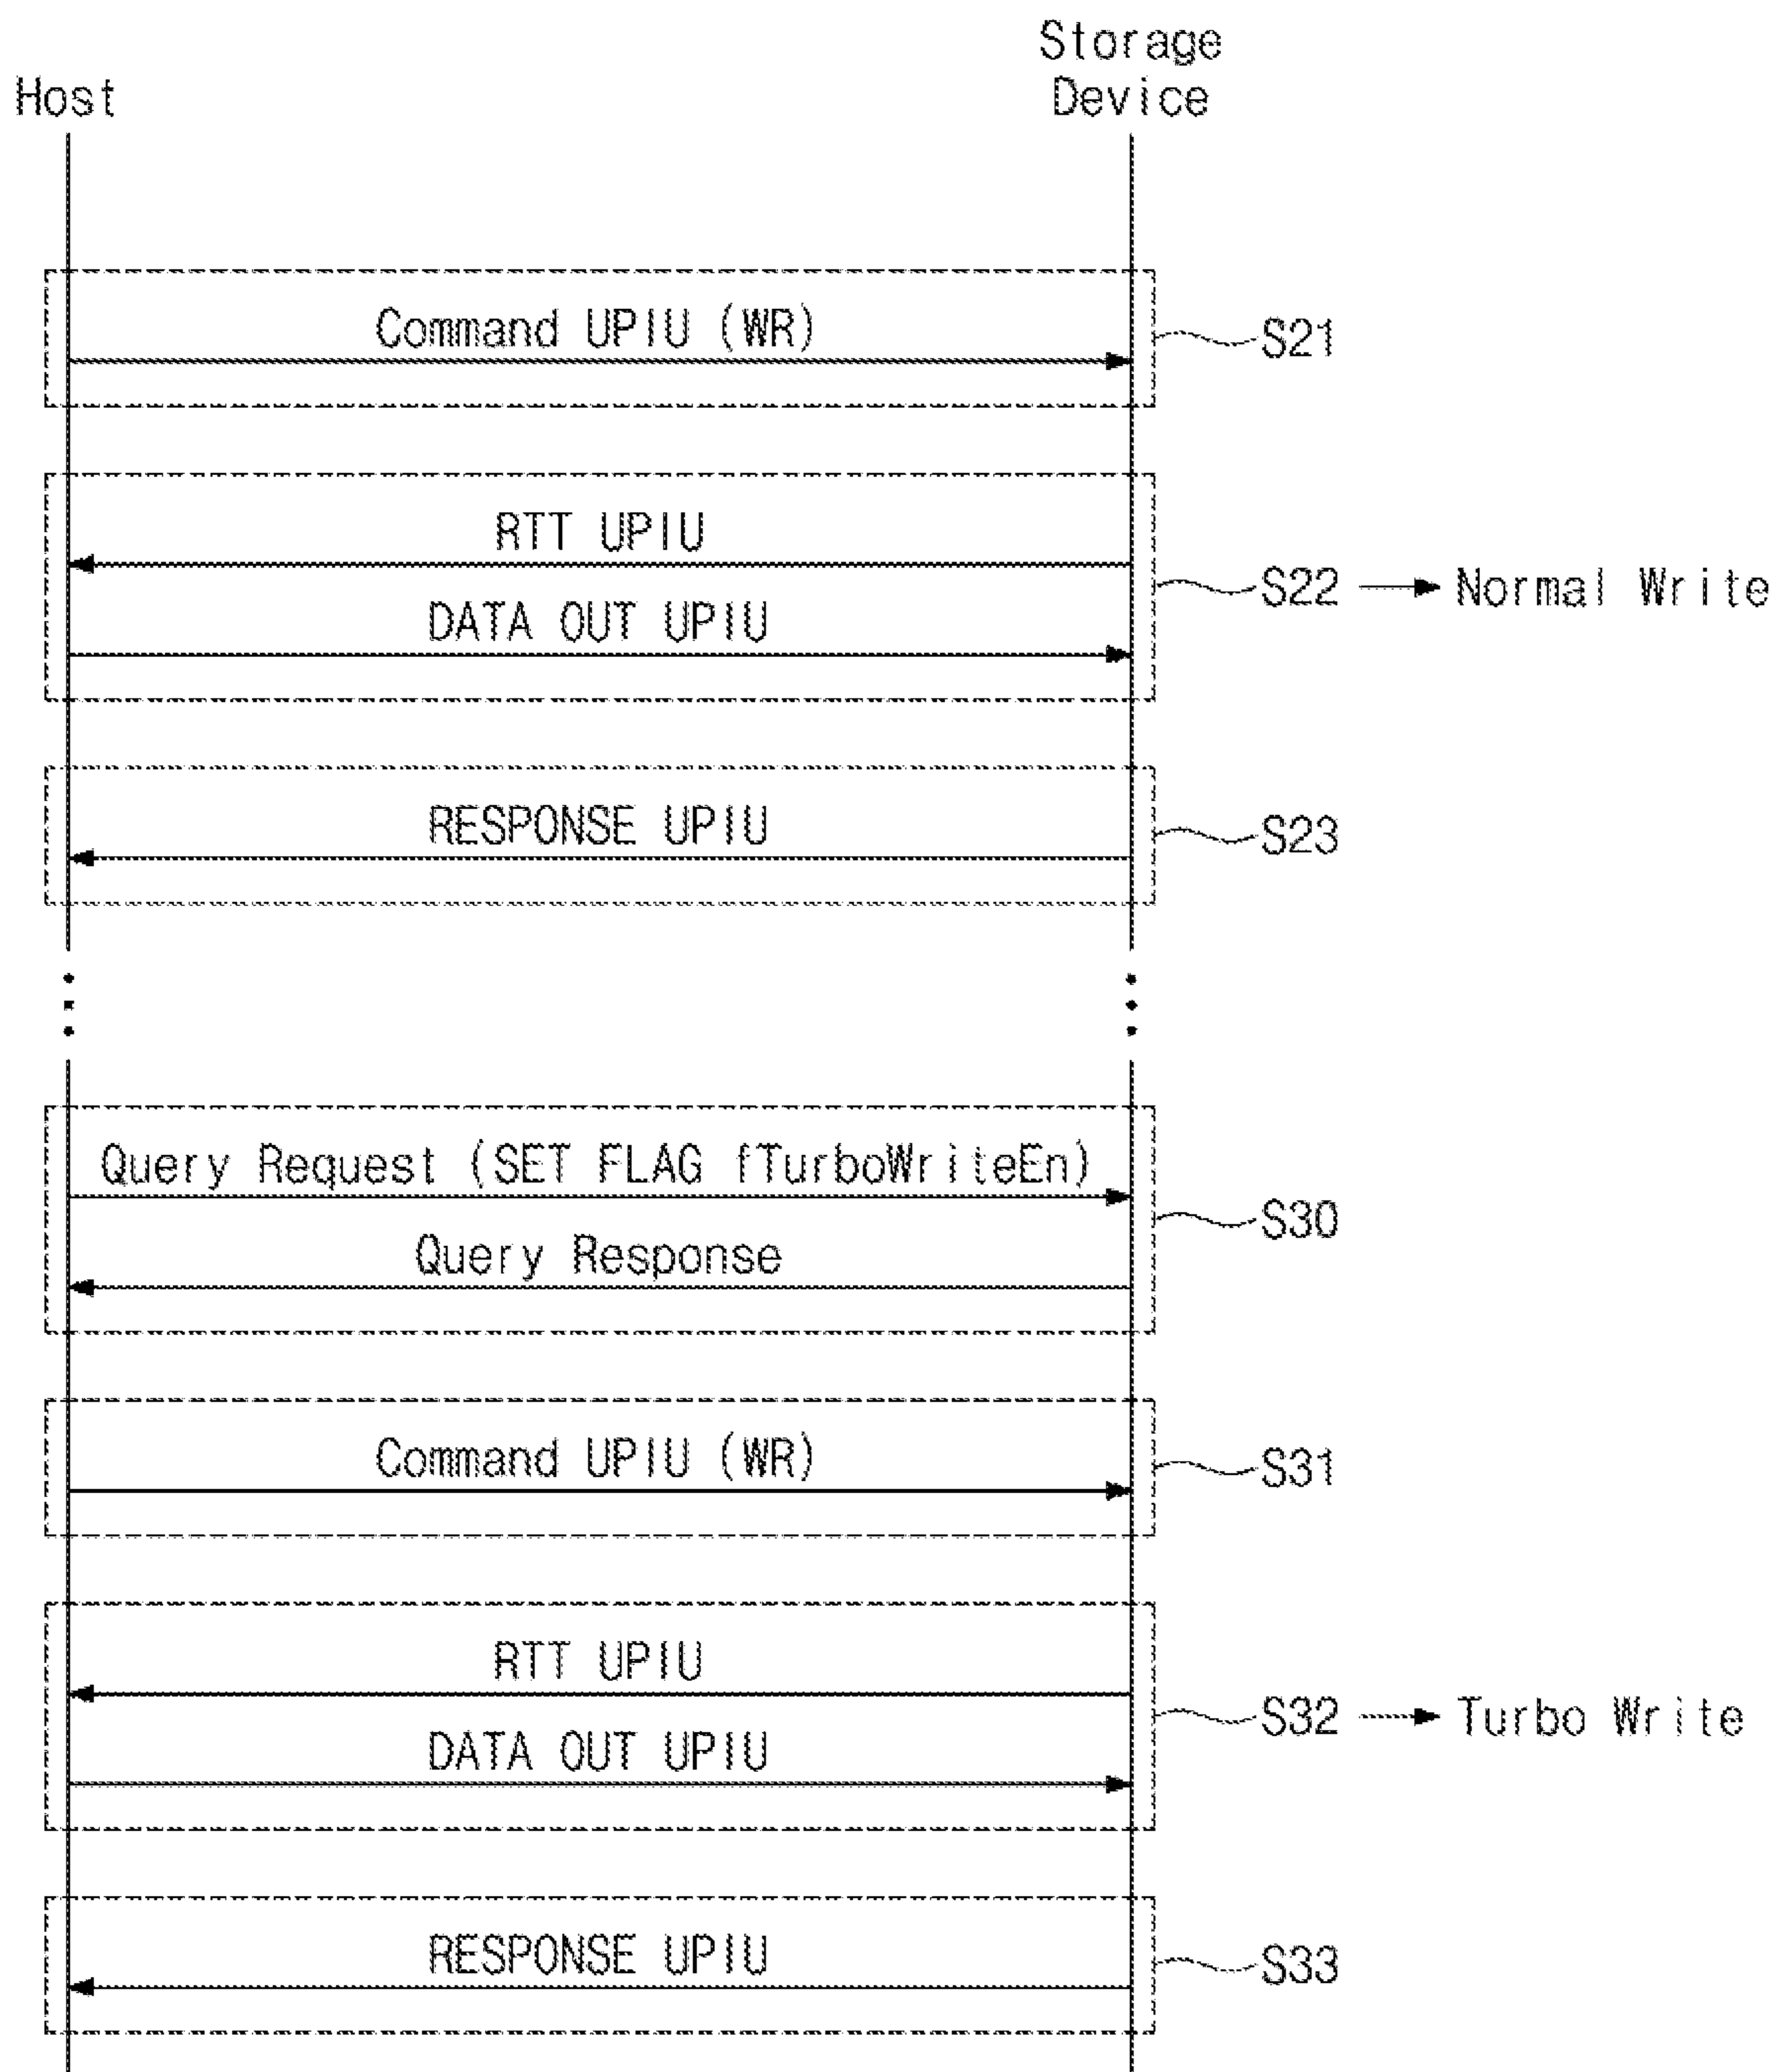 Host
Storage
Device
Command UPIU (WR)
S21
RTT UPIU
DATA OUT UPIU
S22
Normal Write
RESPONSE UPIU
S23
Query Request (SET FLAG fTurboWriteEn)
Query Response
S30
Command UPIU (WR)
S31
RTT UPIU
DATA OUT UPIU
S32
Turbo Write
RESPONSE UPIU
S33